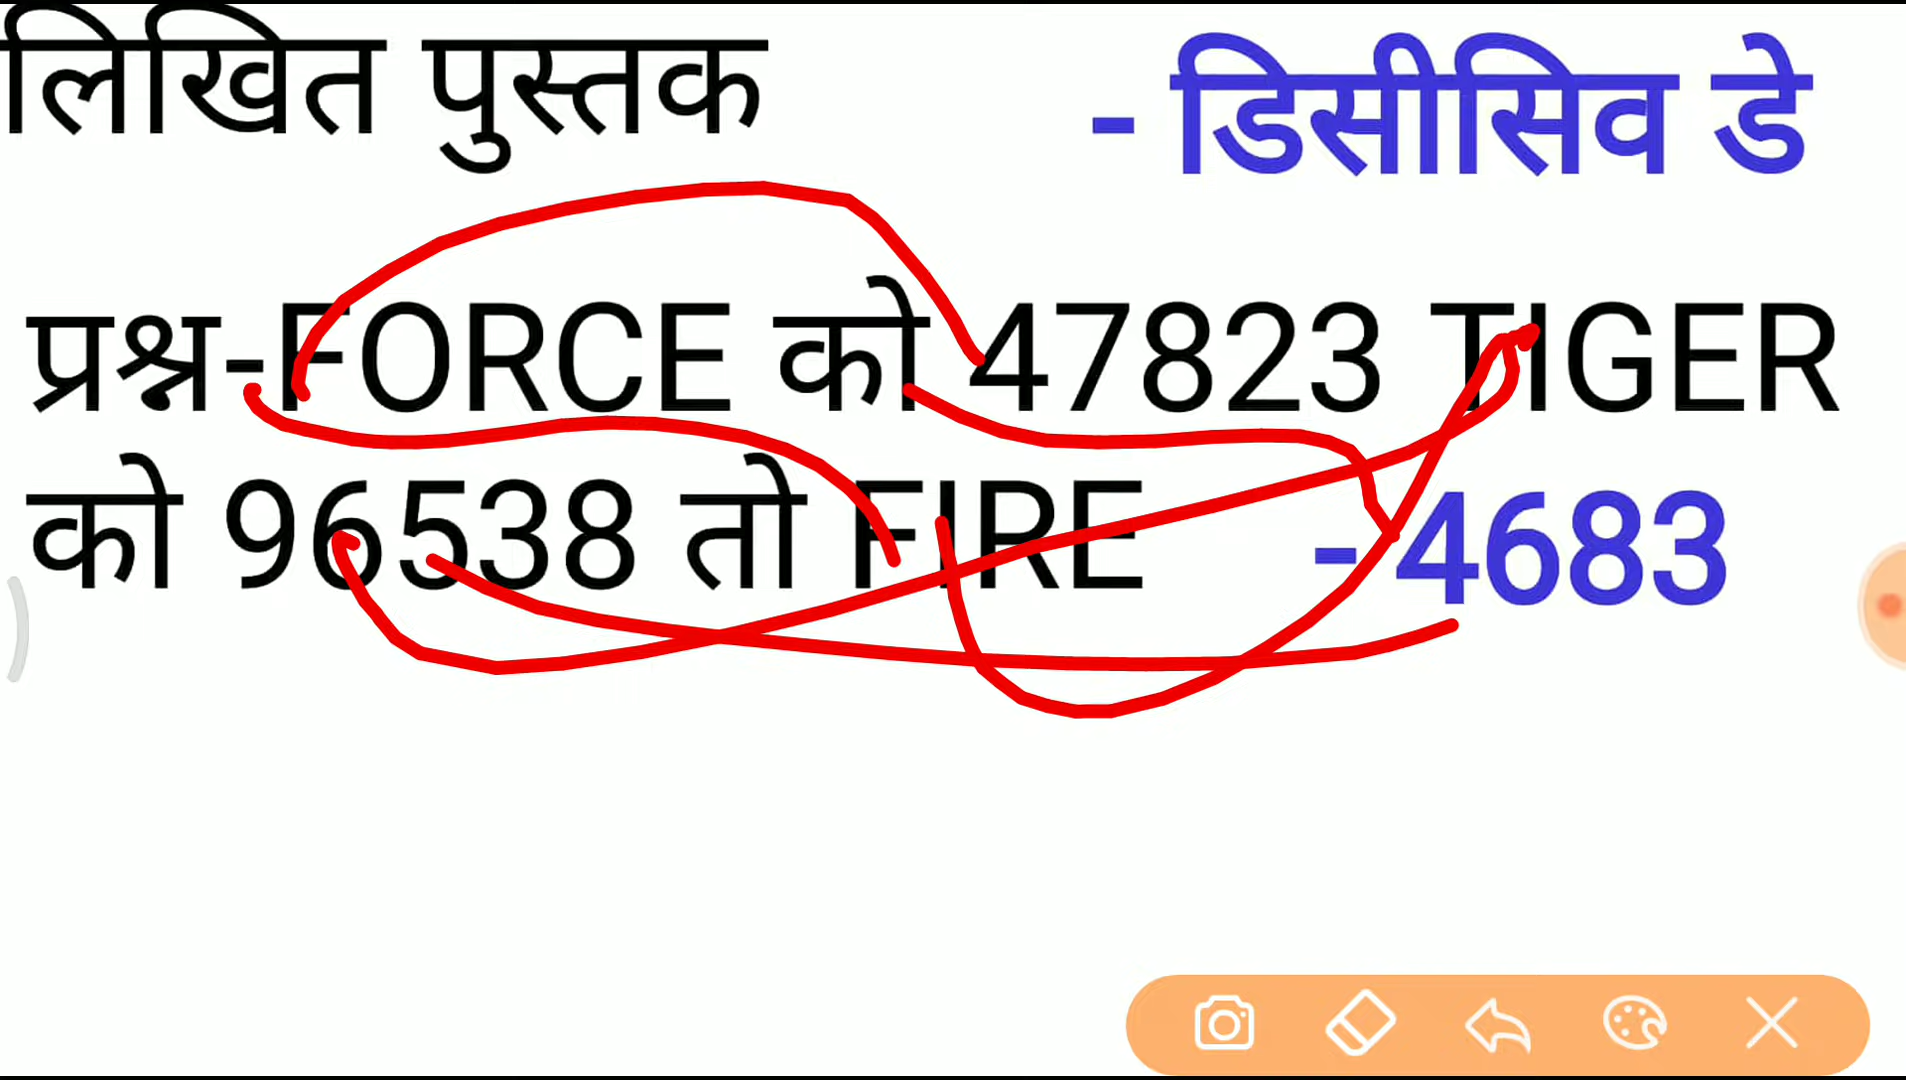 लिखित पुस्तक - डिसीसिव डे
प्रश्न-FORCE को 47823 TIGER
को 96538 तो FIRE - 4683